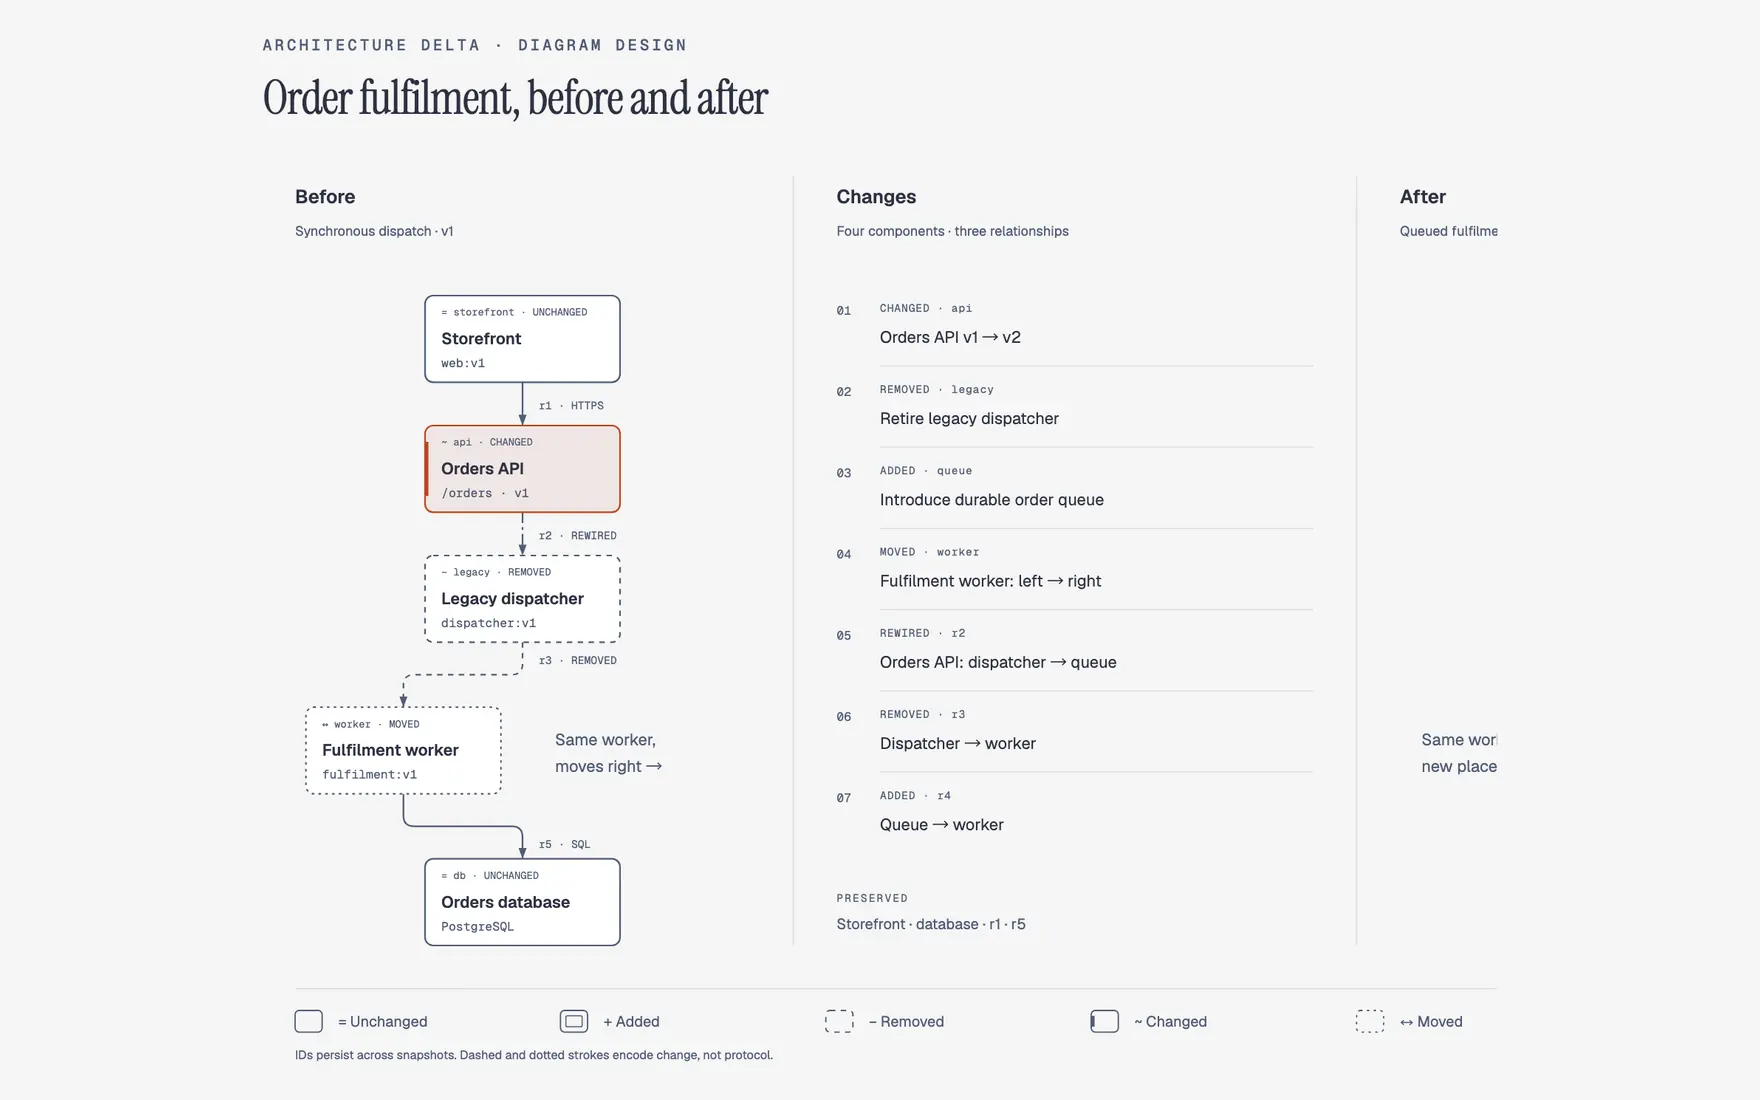 ARCHITECTURE DELTA · DIAGRAM DESIGN
Order fulfilment, before and after
Before
Synchronous dispatch · v1
= storefront · UNCHANGED
Storefront
web:v1
r1 · HTTPS
~ api · CHANGED
Orders API
/orders · v1
r2 · REWIRED
− legacy · REMOVED
Legacy dispatcher
dispatcher:v1
r3 · REMOVED
↔ worker · MOVED
Fulfilment worker
fulfilment:v1
Same worker,
moves right →
r5 · SQL
= db · UNCHANGED
Orders database
PostgreSQL
Changes
Four components · three relationships
01
CHANGED · api
Orders API v1 → v2
02
REMOVED · legacy
Retire legacy dispatcher
03
ADDED · queue
Introduce durable order queue
04
MOVED · worker
Fulfilment worker: left → right
05
REWIRED · r2
Orders API: dispatcher → queue
06
REMOVED · r3
Dispatcher → worker
07
ADDED · r4
Queue → worker
PRESERVED
Storefront · database · r1 · r5
After
Queued
Same
new place
= Unchanged
+ Added
− Removed
~ Changed
↔ Moved
IDs persist across snapshots. Dashed and dotted strokes encode change, not protocol.